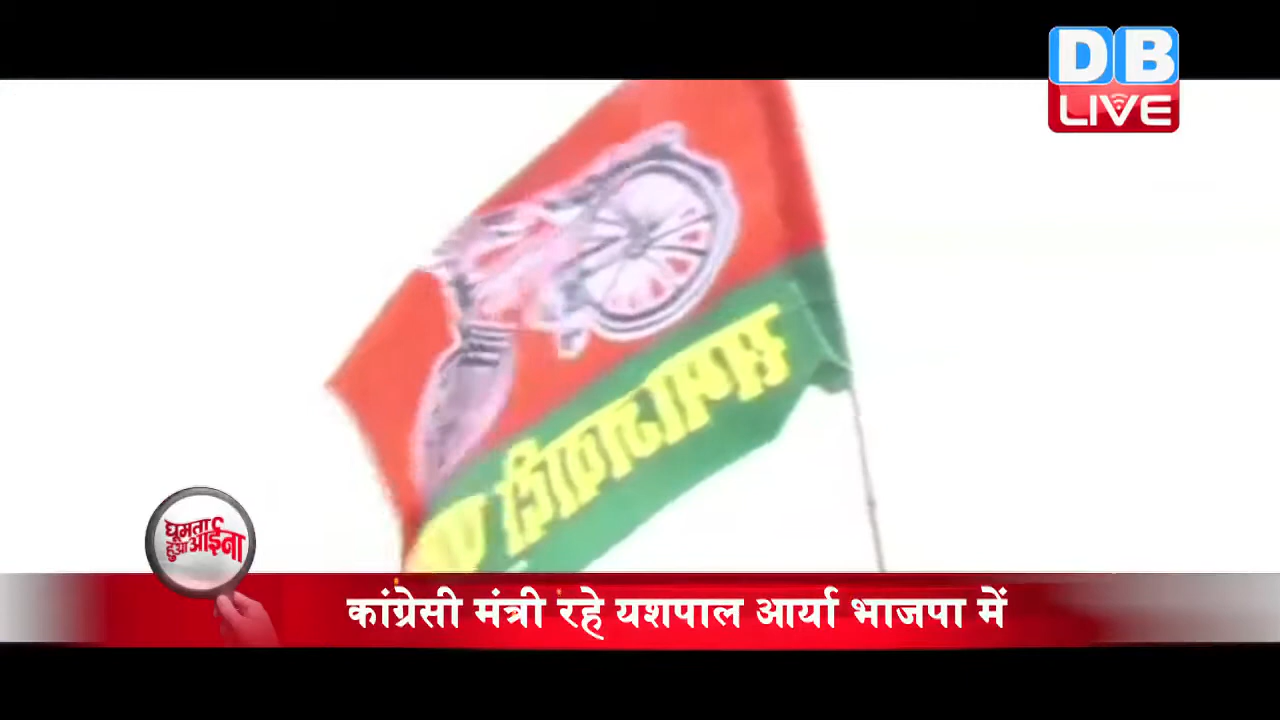 DB
LIVE
घूमता
हुआ आईना
कांग्रेसी मंत्री रहे यशपाल आर्या भाजपा में